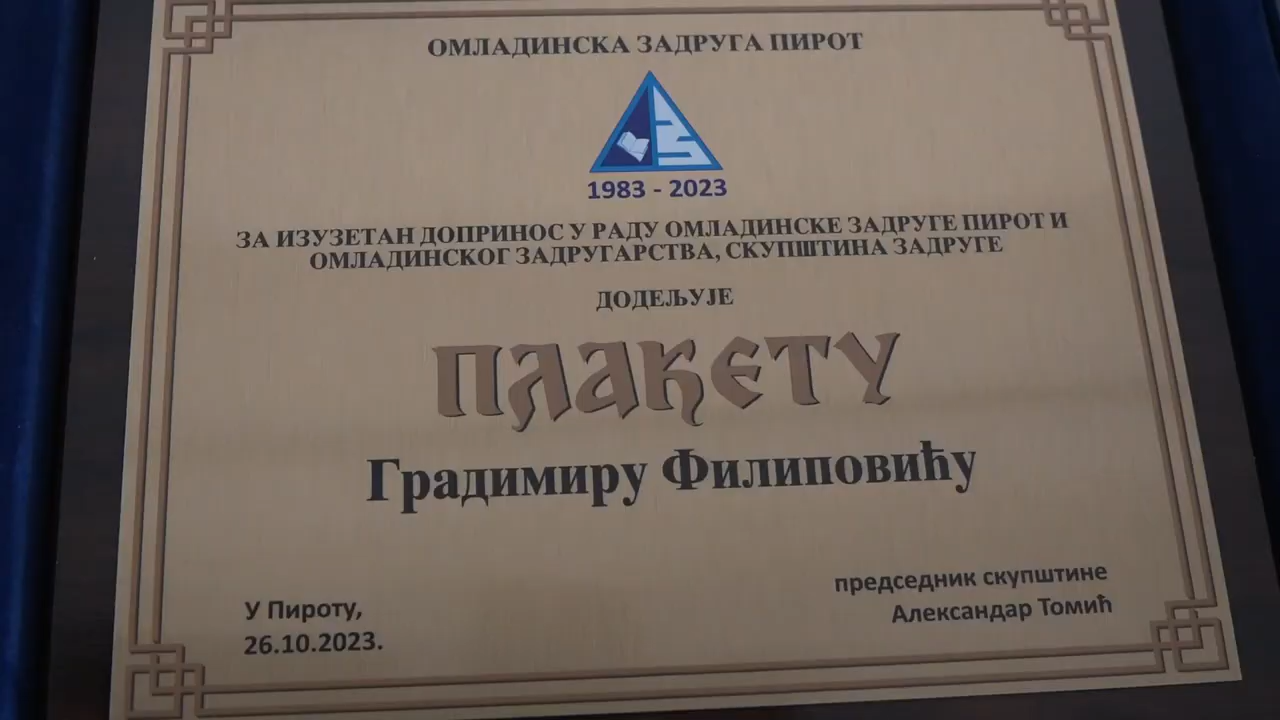 ОМЛАДИНСКА ЗАДРУГА ПИРОТ
1983 - 2023
ЗА ИЗУЗЕТАН ДОПРИНОС У РАДУ ОМЛАДИНСКЕ ЗАДРУГЕ ПИРОТ И
ОМЛАДИНСКОГ ЗАДРУГАРСТВА, СКУПШТИНА ЗАДРУГЕ
ДОДЕЉУЈЕ
ПЛАКЕТУ
Градимиру Филиповићу
председник скупштине
Александар Томић
У Пироту,
26.10.2023.